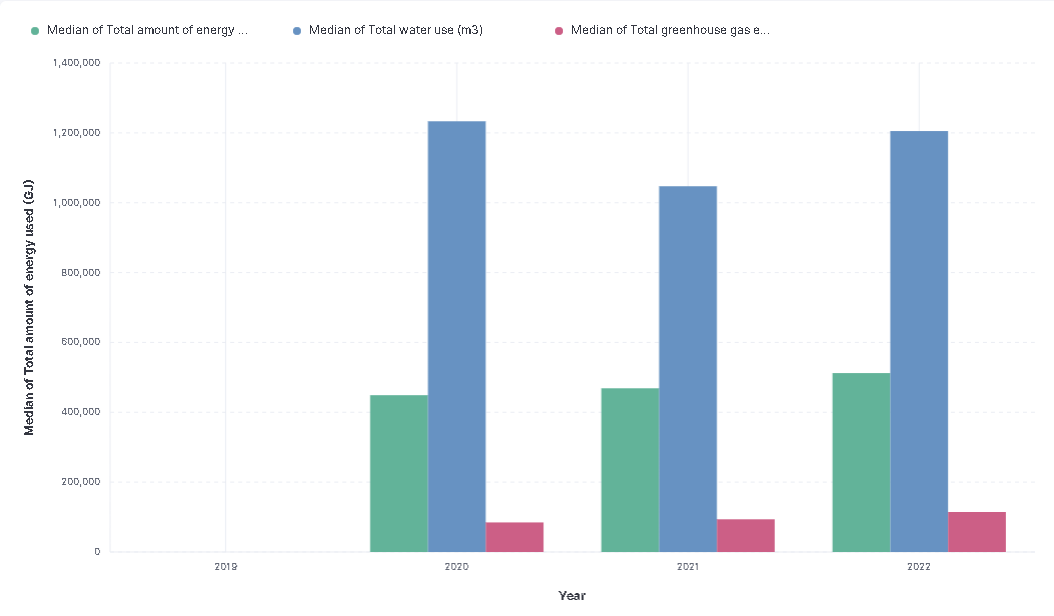 Median of Total amount of energy ...
Median of Total water use (m3)
Median of Total greenhouse gas e...
1,400,000
1,200,000
1,000,000
800,000
600,000
400,000
200,000
0
Median of Total amount of energy used (GJ)
2019
2020
2021
2022
Year